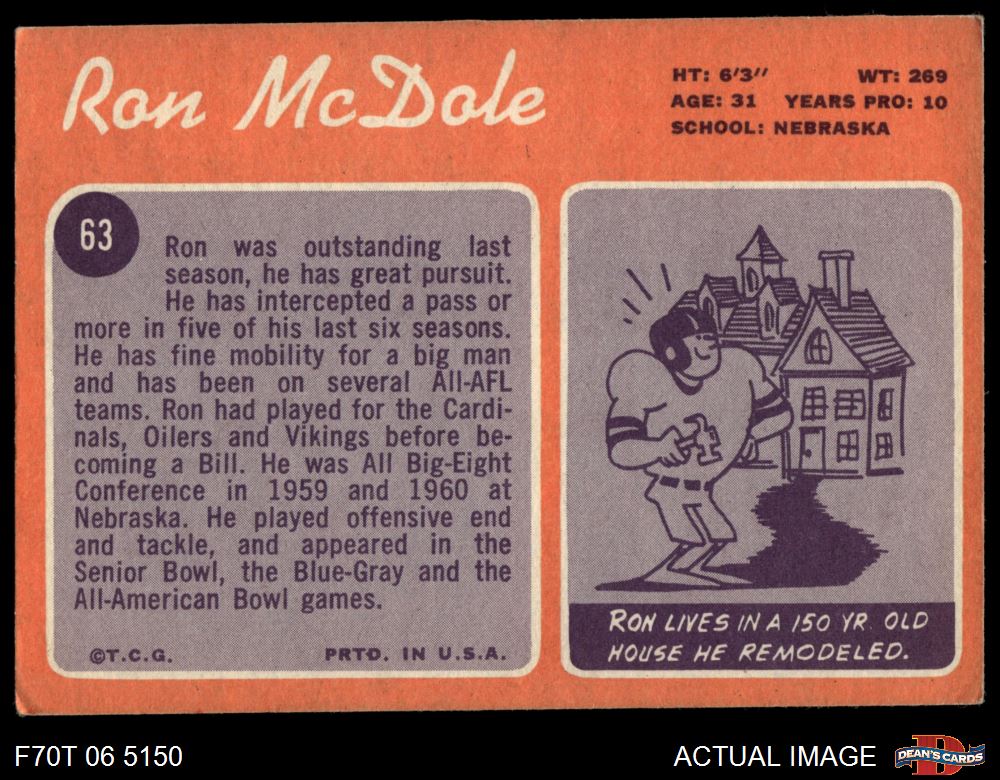 Ron McDole
HT: 6'3" WT: 269
AGE: 31 YEARS PRO: 10
SCHOOL: NEBRASKA
63
Ron was outstanding last
season, he has great pursuit.
He has intercepted a pass or
more in five of his last six seasons.
He has fine mobility for a big man
and has been on several All-AFL
teams. Ron had played for the Cardi-
nals, Oilers and Vikings before be-
coming a Bill. He was All Big-Eight
Conference in 1959 and 1960 at
Nebraska. He played offensive end
and tackle, and appeared in the
Senior Bowl, the Blue-Gray and the
All-American Bowl games.
©T.C.G. PRTD. IN U.S.A.
RON LIVES IN A 150 YR. OLD
HOUSE HE REMODELED.
F70T 06 5150 ACTUAL IMAGE
D
DEAN'S CARDS